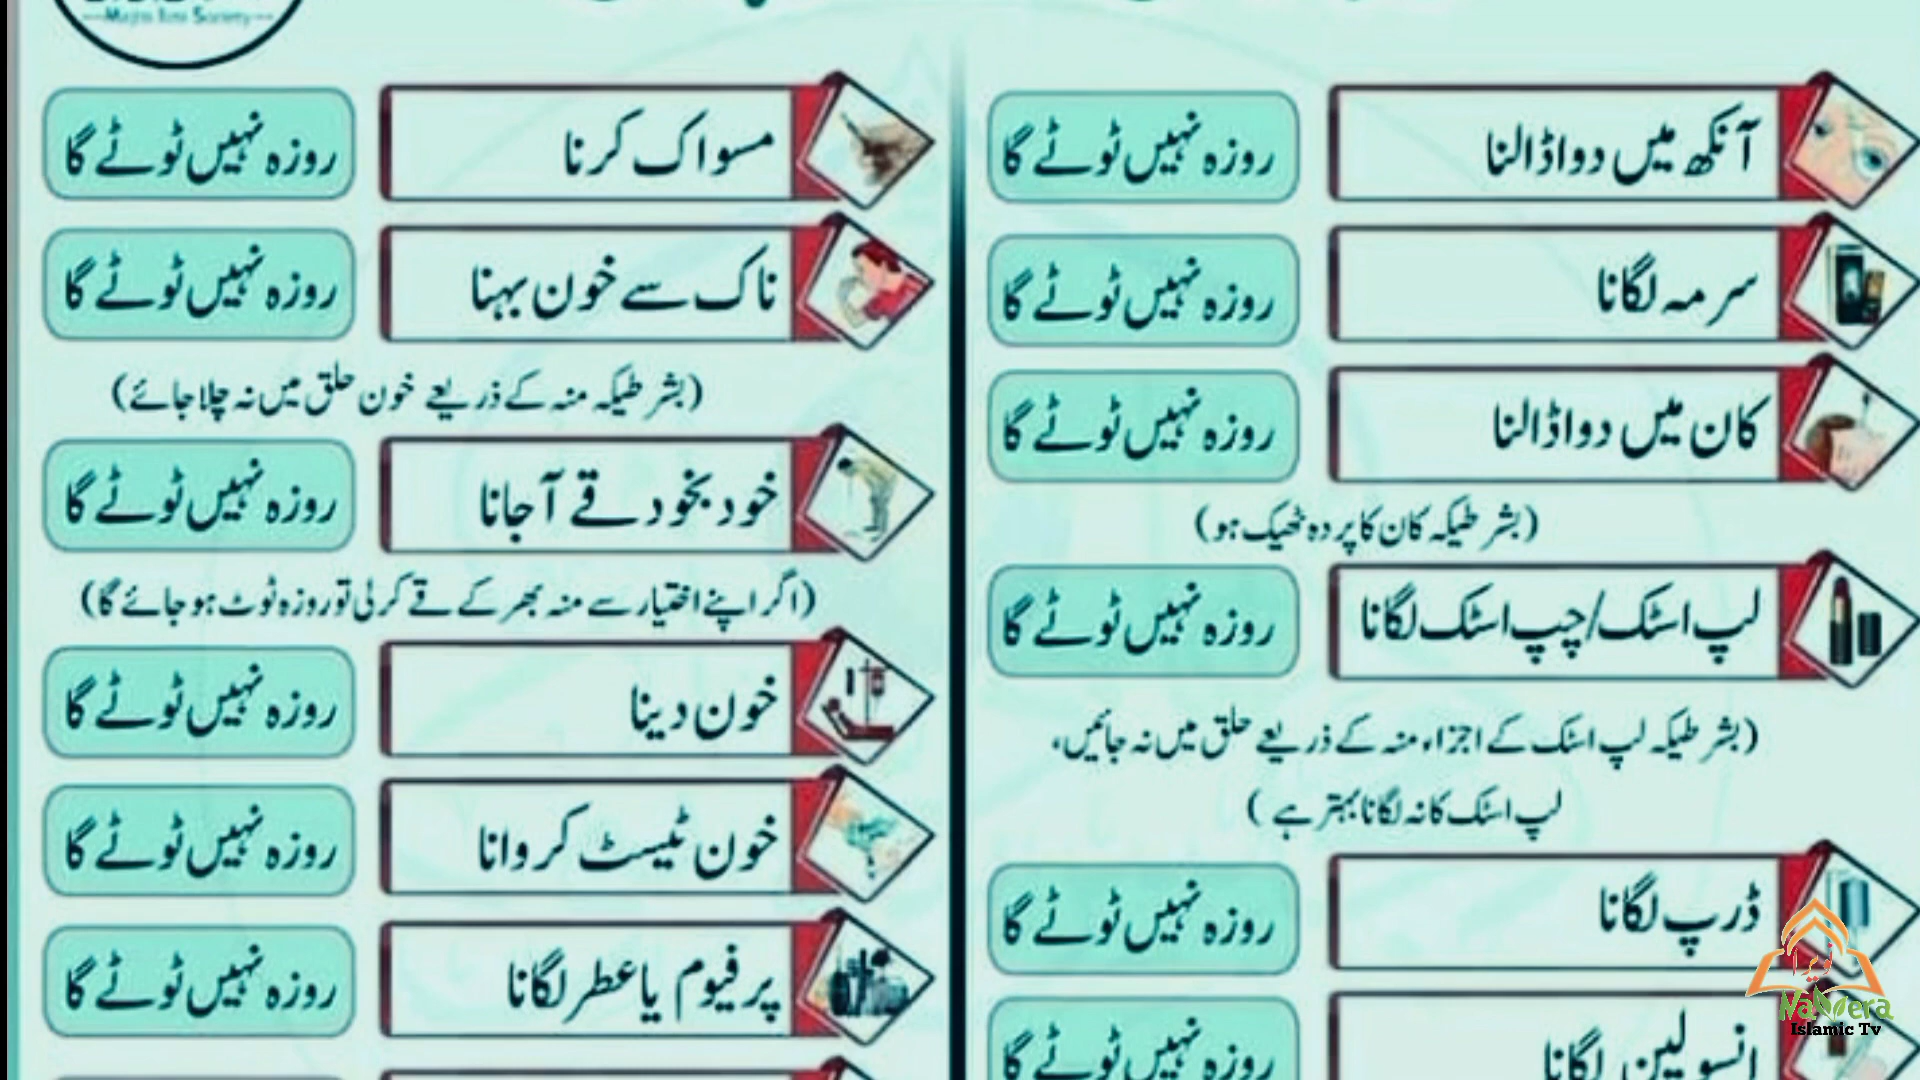 آنکھ میں دوا ڈالنا
روزہ نہیں ٹوٹے گا
سرمہ لگانا
روزہ نہیں ٹوٹے گا
کان میں دوا ڈالنا
روزہ نہیں ٹوٹے گا
(بشرطیکہ کان کا پردہ ٹھیک ہو)
لپ اسٹک/چپ اسٹک لگانا
روزہ نہیں ٹوٹے گا
(بشرطیکہ لپ اسٹک کے اجزاء منہ کے ذریعے حلق میں نہ جائیں،
لپ اسٹک کا نہ لگانا بہتر ہے)
ڈرپ لگانا
روزہ نہیں ٹوٹے گا
انسولین لگانا
روزہ نہیں ٹوٹے گا
مسواک کرنا
روزہ نہیں ٹوٹے گا
ناک سے خون بہنا
روزہ نہیں ٹوٹے گا
(بشرطیکہ منہ کے ذریعے خون حلق میں نہ چلا جائے)
خود بخود قے آ جانا
روزہ نہیں ٹوٹے گا
(اگر اپنے اختیار سے منہ بھر کے قے کر لی تو روزہ ٹوٹ ہو جائے گا)
خون دینا
روزہ نہیں ٹوٹے گا
خون ٹیسٹ کروانا
روزہ نہیں ٹوٹے گا
پرفیوم یا عطر لگانا
روزہ نہیں ٹوٹے گا
Islamic Tv